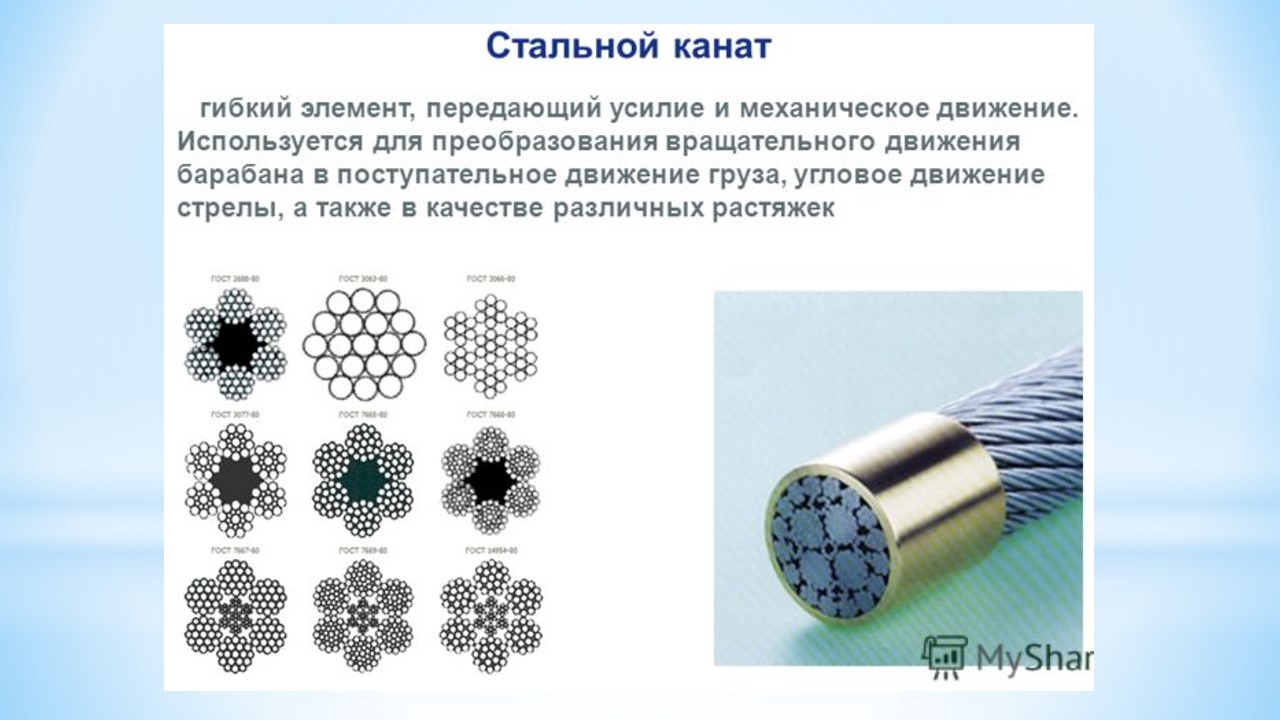 Стальной канат
гибкий элемент, передающий усилие и механическое движение.
Используется для преобразования вращательного движения
барабана в поступательное движение груза, угловое движение
стрелы, а также в качестве различных растяжек
ГОСТ 2688-80 ГОСТ 3063-80 ГОСТ 3066-80
ГОСТ 3077-80 ГОСТ 7665-80 ГОСТ 7668-80
ГОСТ 7667-80 ГОСТ 7669-80 ГОСТ 14954-80
MyShar